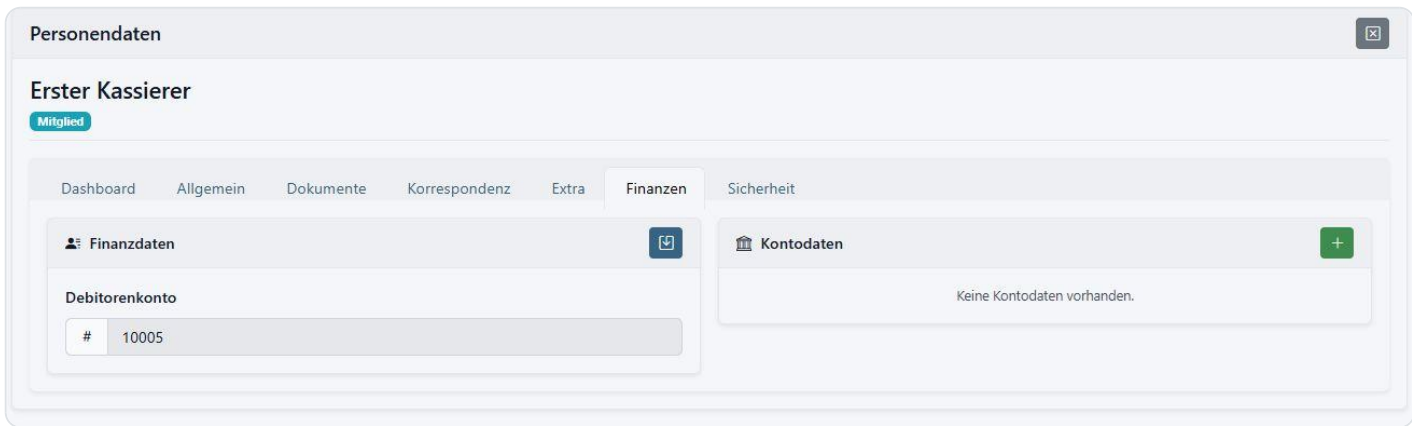 Personendaten
Erster Kassierer
Mitglied
Dashboard Allgemein Dokumente Korrespondenz Extra Finanzen Sicherheit
Finanzdaten
Debitorenkonto
# 10005
Kontodaten
+
Keine Kontodaten vorhanden.